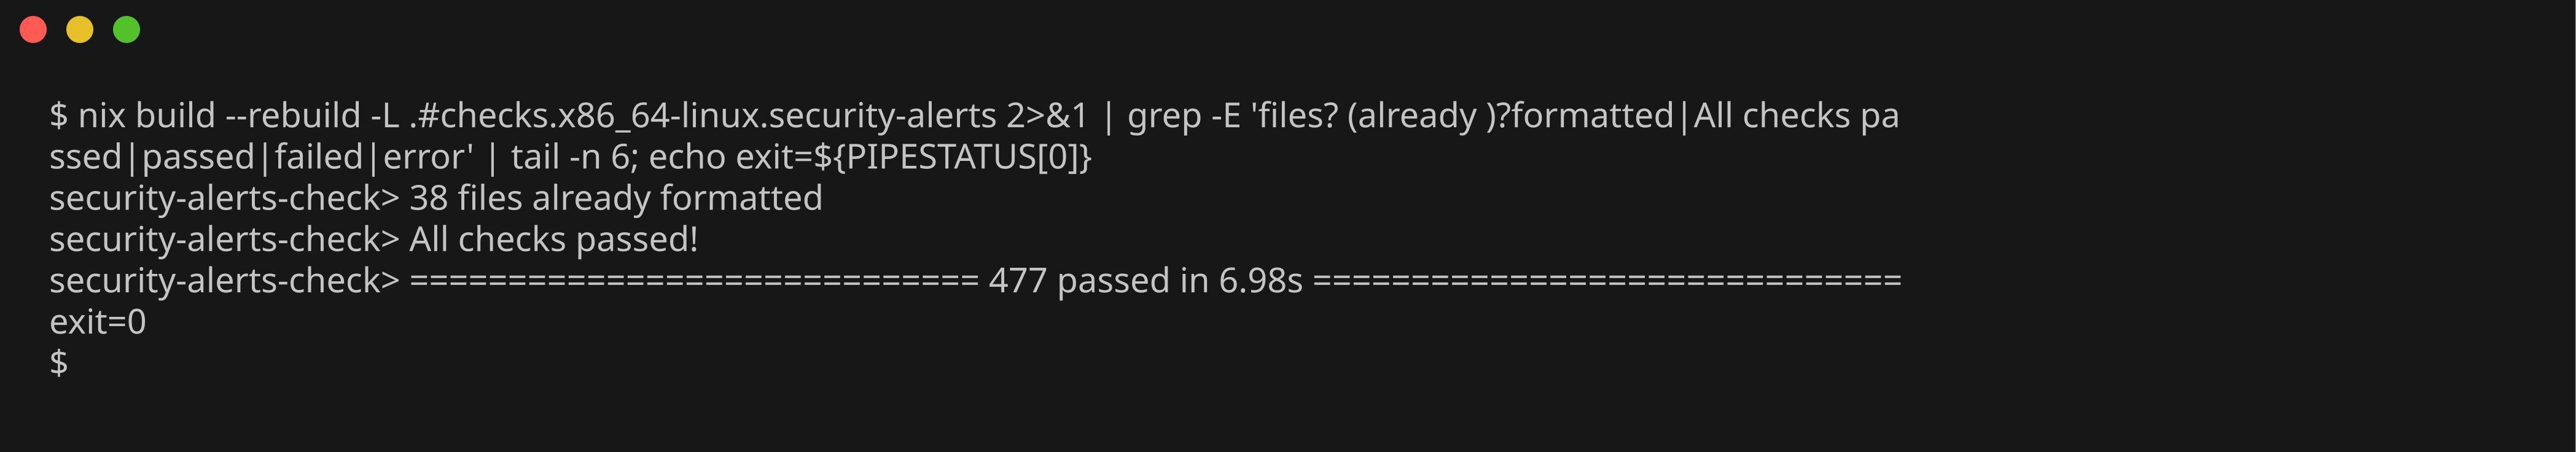 $ nix build --rebuild -L .#checks.x86_64-linux.security-alerts 2>&1 | grep -E 'files? (already )?formatted|All checks pa
ssed|passed|failed|error' | tail -n 6; echo exit=${PIPESTATUS[0]}
security-alerts-check> 38 files already formatted
security-alerts-check> All checks passed!
security-alerts-check> ============================= 477 passed in 6.98s ==============================
exit=0
$